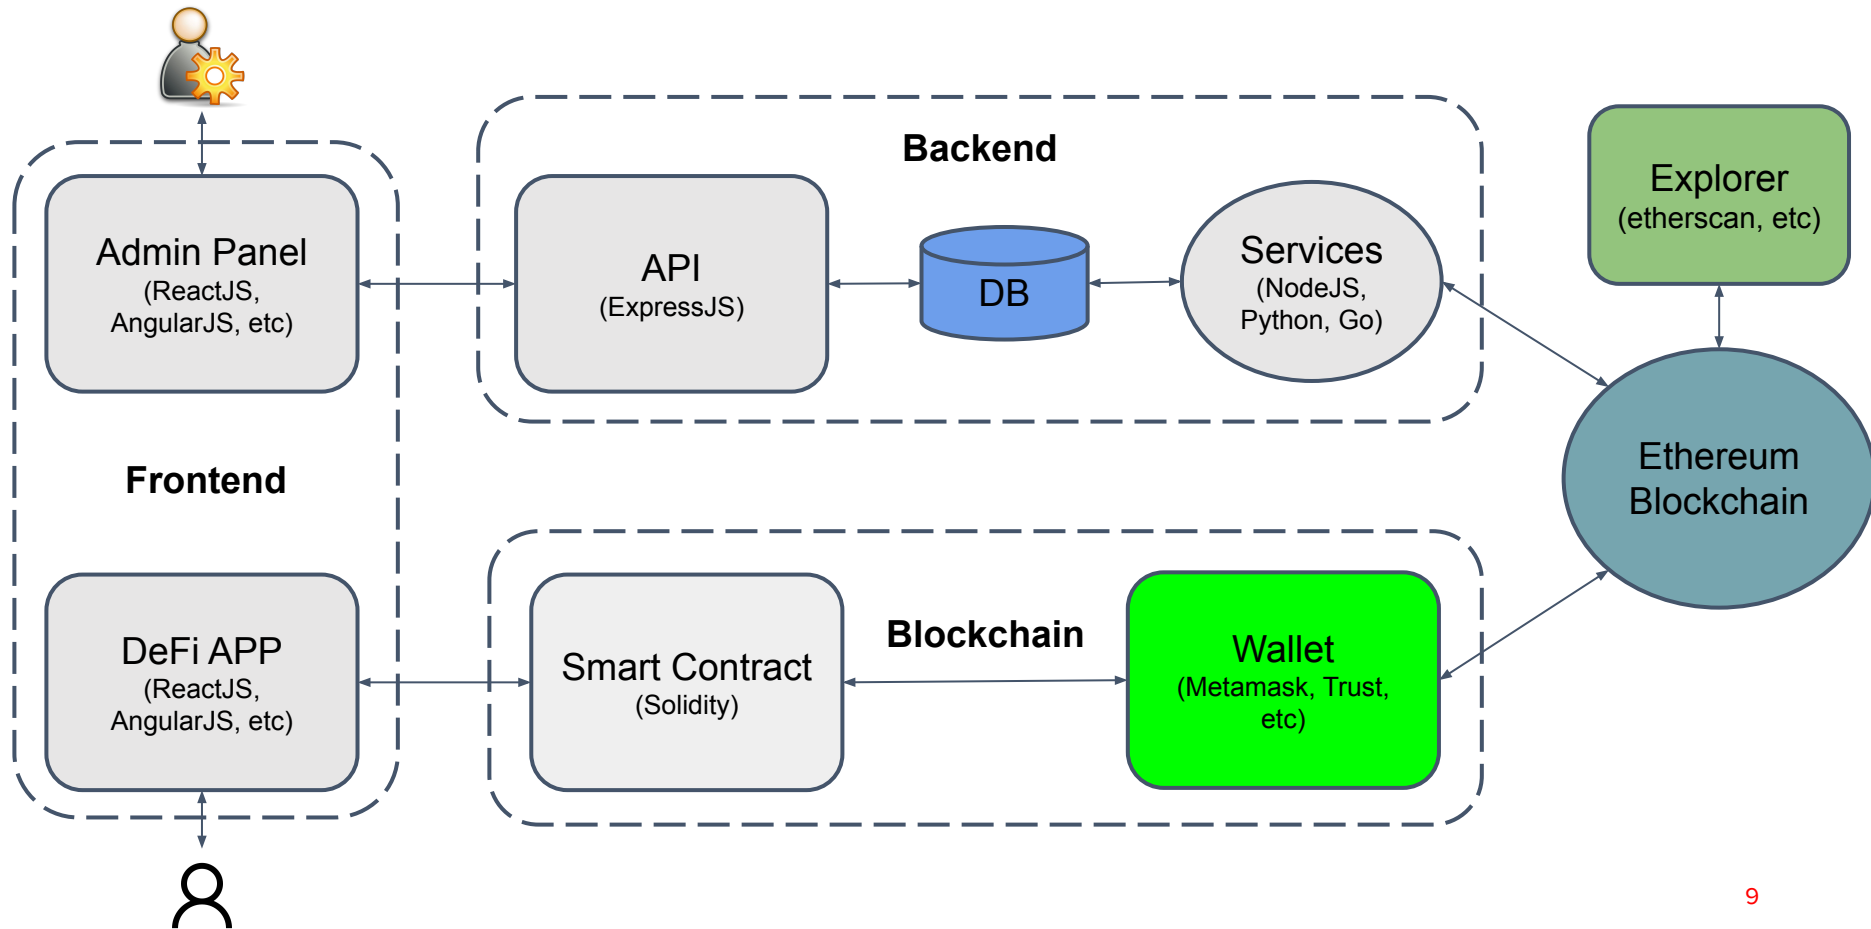 Backend
Explorer
(etherscan, etc)
Admin Panel
(ReactJS,
AngularJS, etc)
API
(ExpressJS)
DB
Services
(NodeJS,
Python, Go)
Frontend
Ethereum
Blockchain
DeFi APP
(ReactJS,
AngularJS, etc)
Smart Contract
(Solidity)
Blockchain
Wallet
(Metamask, Trust,
etc)
9